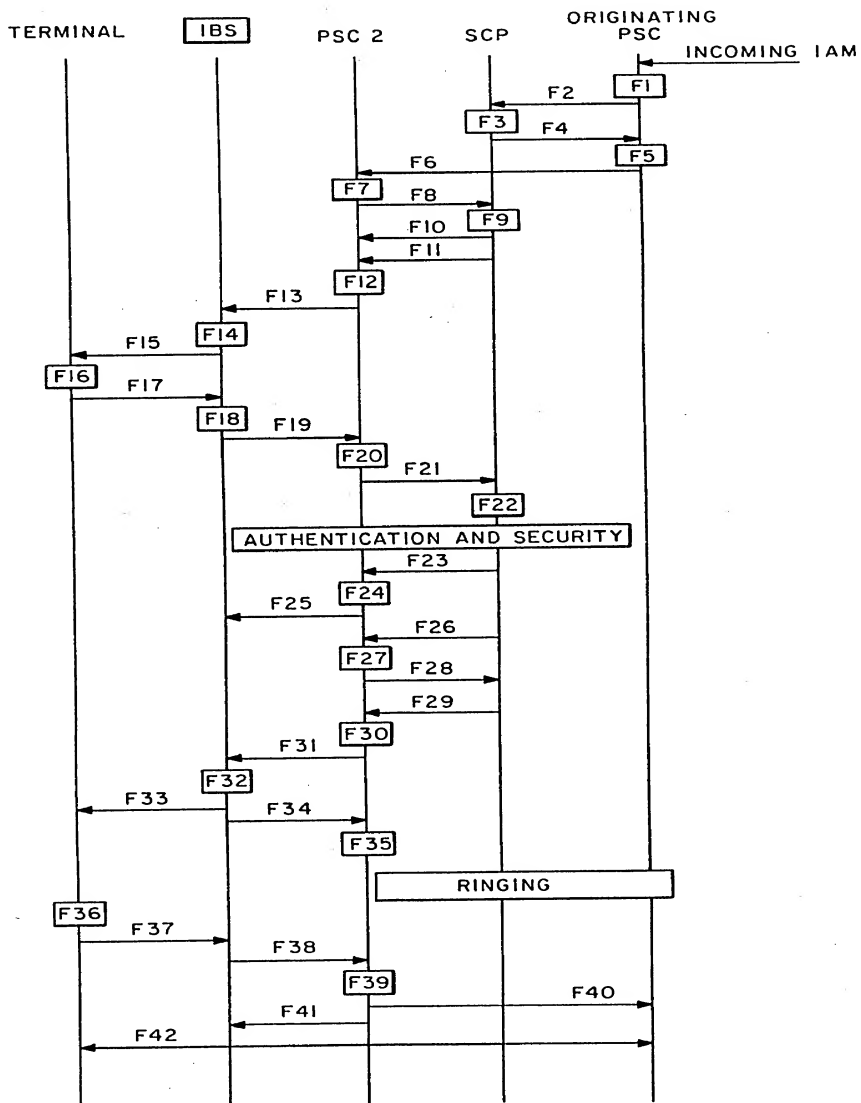 ORIGINATING
TERMINAL IBS PSC 2 SCP PSC
INCOMING IAM
F1
F2
F3
F4
F5
F6
F7
F8
F9
F10
F11
F12
F13
F14
F15
F16
F17
F18
F19
F20
F21
F22
AUTHENTICATION AND SECURITY
F23
F24
F25
F26
F27
F28
F29
F30
F31
F32
F33
F34
F35
RINGING
F36
F37
F38
F39
F40
F41
F42